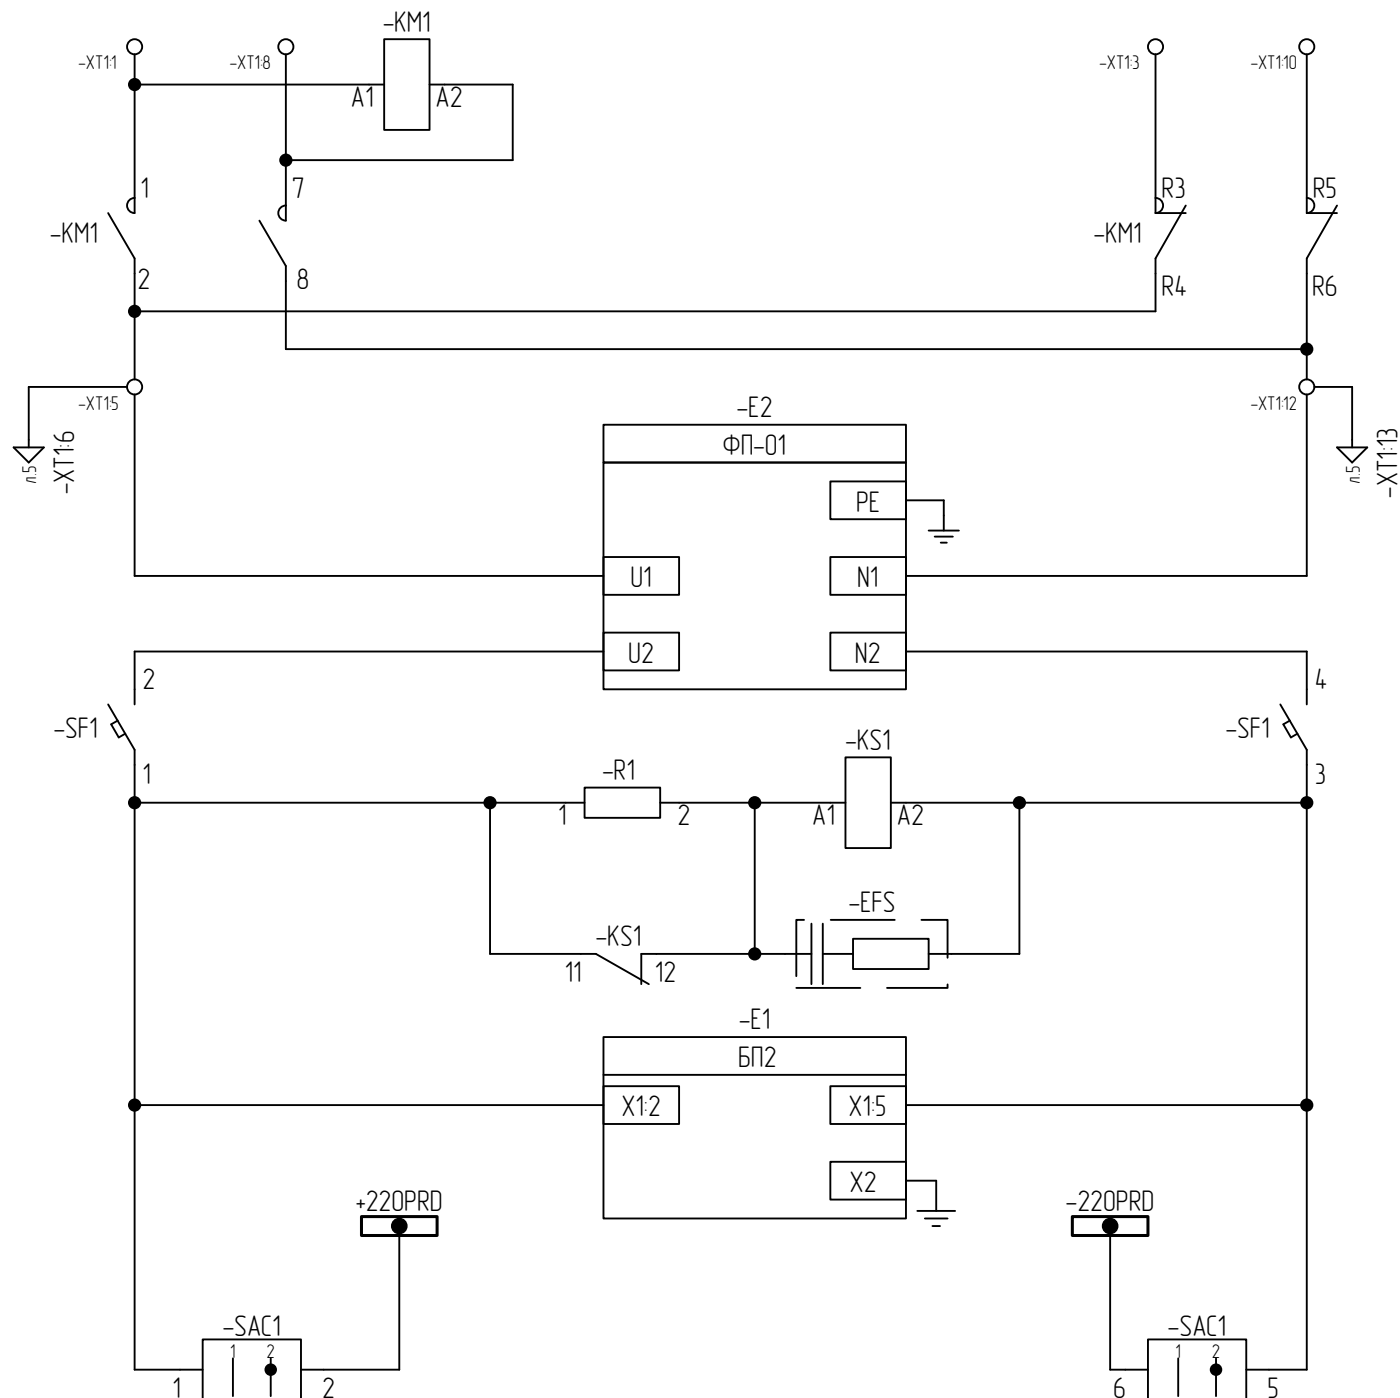 -KM1
-XT1:1
-XT1:8
-XT1:3
-XT1:10
A1
A2
1
7
R3
R5
-KM1
-KM1
2
8
R4
R6
-XT1:5
-XT1:12
-E2
л.5
-XT1:6
ФП-01
л.5
-XT1:13
PE
U1
N1
U2
N2
2
4
-SF1
-SF1
1
3
-R1
-KS1
1
2
A1
A2
-EFS
-KS1
11
12
-E1
БП2
X1:2
X1:5
X2
+220PRD
-220PRD
-SAC1
-SAC1
1
2
1
2
1
2
6
5